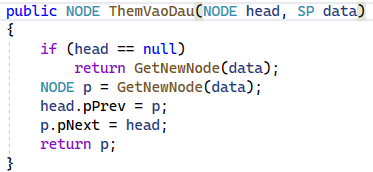 public NODE ThemVaoDau(NODE head, SP data)
{
    if (head == null)
        return GetNewNode(data);
    NODE p = GetNewNode(data);
    head.pPrev = p;
    p.pNext = head;
    return p;
}